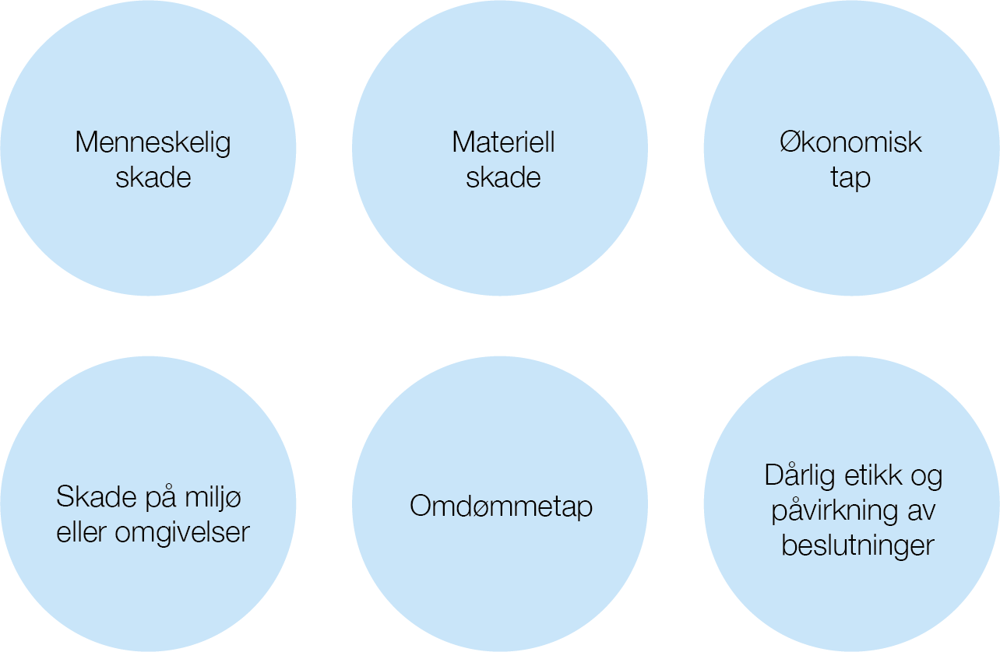 Menneskelig
skade
Materiell
skade
Økonomisk
tap
Skade på miljø
eller omgivelser
Omdømmetap
Dårlig etikk og
påvirkning av
beslutninger